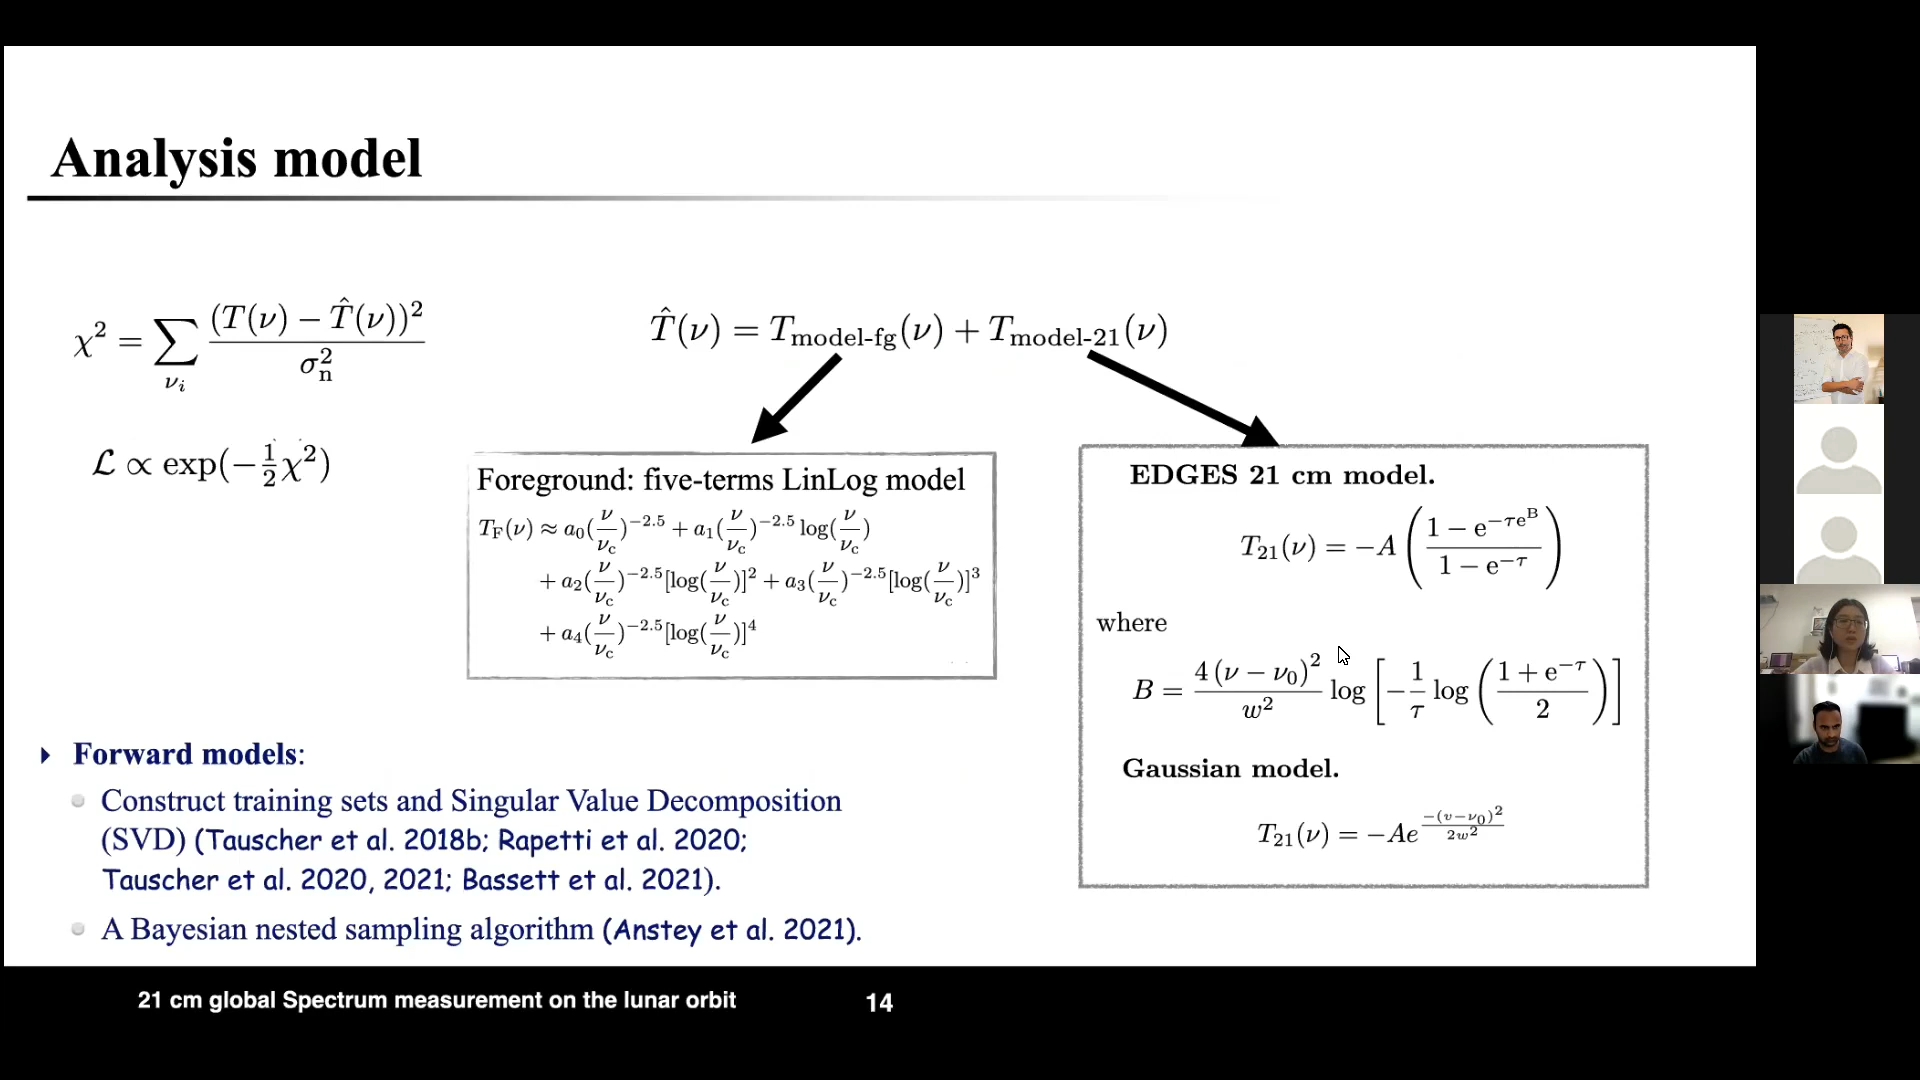 Analysis model
χ² = ∑_{ν_i} (T(ν) − T̂(ν))² / σ_n²
ℒ ∝ exp(−½χ²)
T̂(ν) = T_{model-fg}(ν) + T_{model-21}(ν)
Foreground: five-terms LinLog model
T_F(ν) ≈ a₀(ν/ν_c)^{−2.5} + a₁(ν/ν_c)^{−2.5} log(ν/ν_c)
+ a₂(ν/ν_c)^{−2.5}[log(ν/ν_c)]² + a₃(ν/ν_c)^{−2.5}[log(ν/ν_c)]³
+ a₄(ν/ν_c)^{−2.5}[log(ν/ν_c)]⁴
EDGES 21 cm model.
T₂₁(ν) = −A ((1 − e^{−τe^B}) / (1 − e^{−τ}))
where
B = (4(ν − ν₀)² / w²) log [−(1/τ) log ((1 + e^{−τ}) / 2)]
Gaussian model.
T₂₁(ν) = −Ae^{−(υ−ν₀)² / 2w²}
Forward models:
Construct training sets and Singular Value Decomposition
(SVD) (Tauscher et al. 2018b; Rapetti et al. 2020;
Tauscher et al. 2020, 2021; Bassett et al. 2021).
A Bayesian nested sampling algorithm (Anstey et al. 2021).
21 cm global Spectrum measurement on the lunar orbit
14